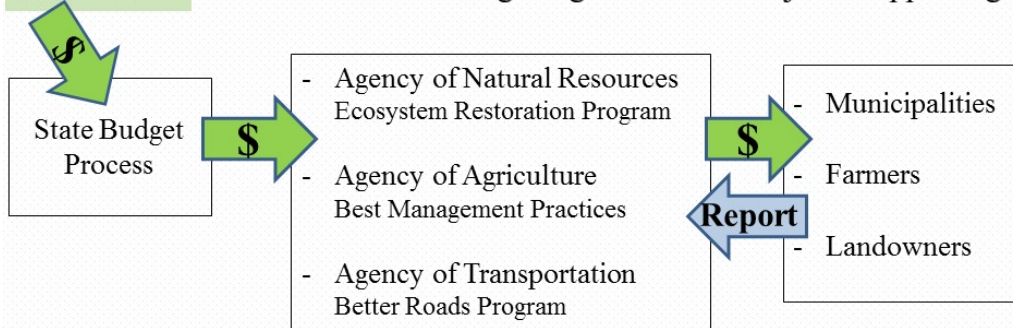 $
State Budget
Process
$
- Agency of Natural Resources
Ecosystem Restoration Program
- Agency of Agriculture
Best Management Practices
- Agency of Transportation
Better Roads Program
$
Report
- Municipalities
- Farmers
- Landowners